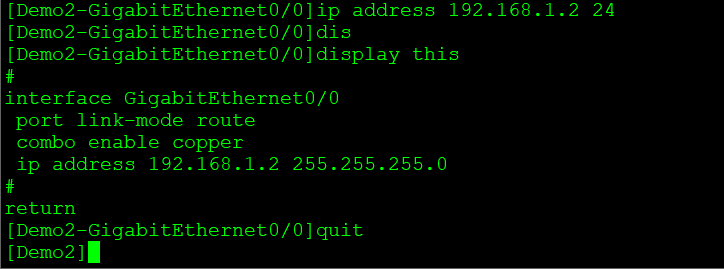 [Demo2-GigabitEthernet0/0]ip address 192.168.1.2 24
[Demo2-GigabitEthernet0/0]dis
[Demo2-GigabitEthernet0/0]display this
#
interface GigabitEthernet0/0
 port link-mode route
 combo enable copper
 ip address 192.168.1.2 255.255.255.0
#
return
[Demo2-GigabitEthernet0/0]quit
[Demo2]